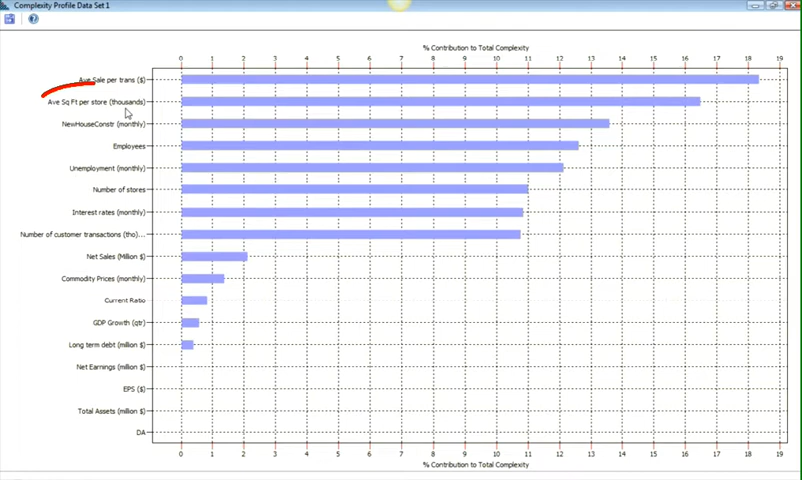 Complexity Profile Data Set 1
% Contribution to Total Complexity
0 1 2 3 4 5 6 7 8 9 10 11 12 13 14 15 16 17 18 19
Ave Sale per trans ($)
Ave Sq Ft per store (thousands)
NewHouseConstr (monthly)
Employees
Unemployment (monthly)
Number of stores
Interest rates (monthly)
Number of customer transactions (tho)...
Net Sales (Million $)
Commodity Prices (monthly)
Current Ratio
GDP Growth (qtr)
Long term debt (million $)
Net Earnings (million $)
EPS ($)
Total Assets (million $)
DA
0 1 2 3 4 5 6 7 8 9 10 11 12 13 14 15 16 17 18 19
% Contribution to Total Complexity